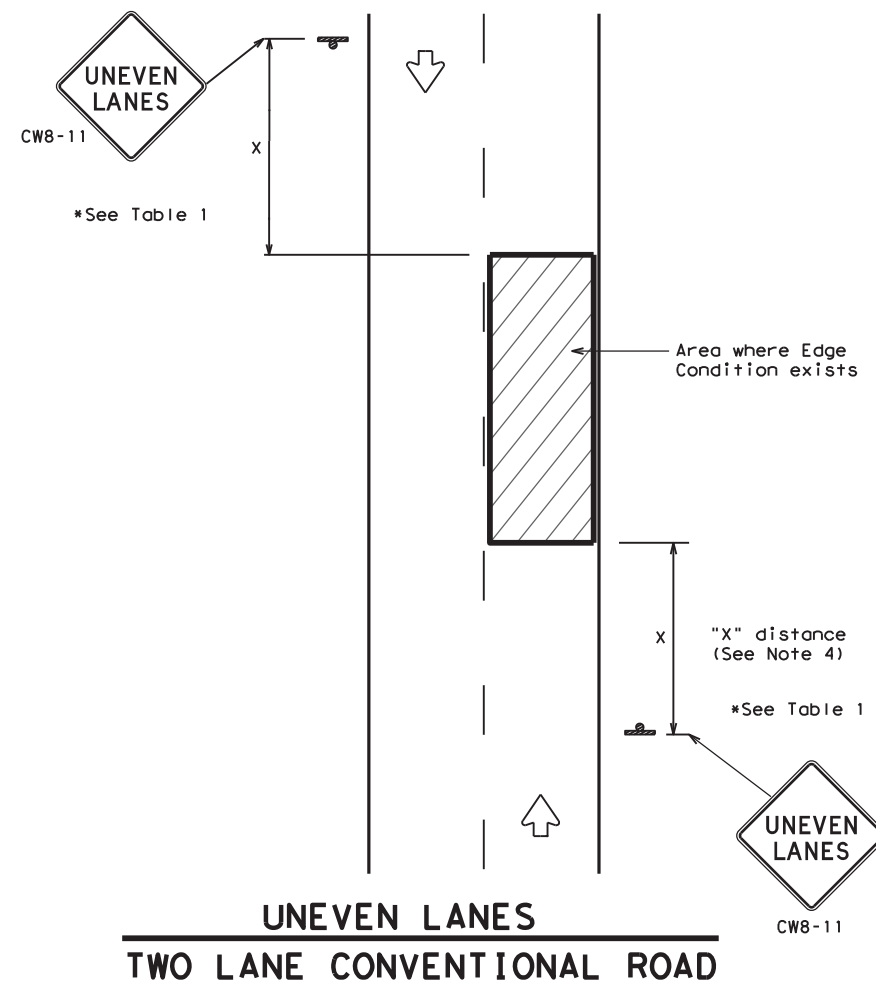 UNEVEN
LANES
CW8-11
X
*See Table 1
Area where Edge
Condition exists
X
"X" distance
(See Note 4)
*See Table 1
UNEVEN
LANES
CW8-11
UNEVEN LANES
TWO LANE CONVENTIONAL ROAD